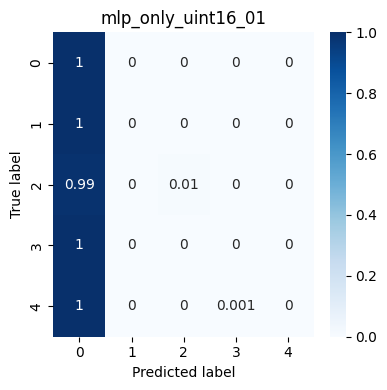 mlp_only_uint16_01
True label
0 1 0 0 0 0
1 1 0 0 0 0
2 0.99 0 0.01 0 0
3 1 0 0 0 0
4 1 0 0 0.001 0
0 1 2 3 4
Predicted label
1.0
0.8
0.6
0.4
0.2
0.0